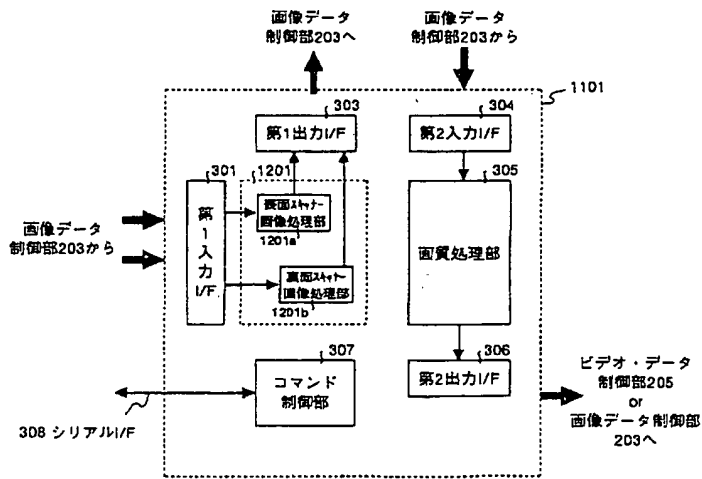 画像データ
制御部203へ
画像データ
制御部203から
1101
303
第1出力I/F
304
第2入力I/F
301
第1入力I/F
1201
表面スキャナー
画像処理部
1201a
裏面スキャナー
画像処理部
1201b
305
画質処理部
画像データ
制御部203から
307
コマンド
制御部
306
第2出力I/F
308 シリアルI/F
ビデオ・データ
制御部205
or
画像データ制御部
203へ